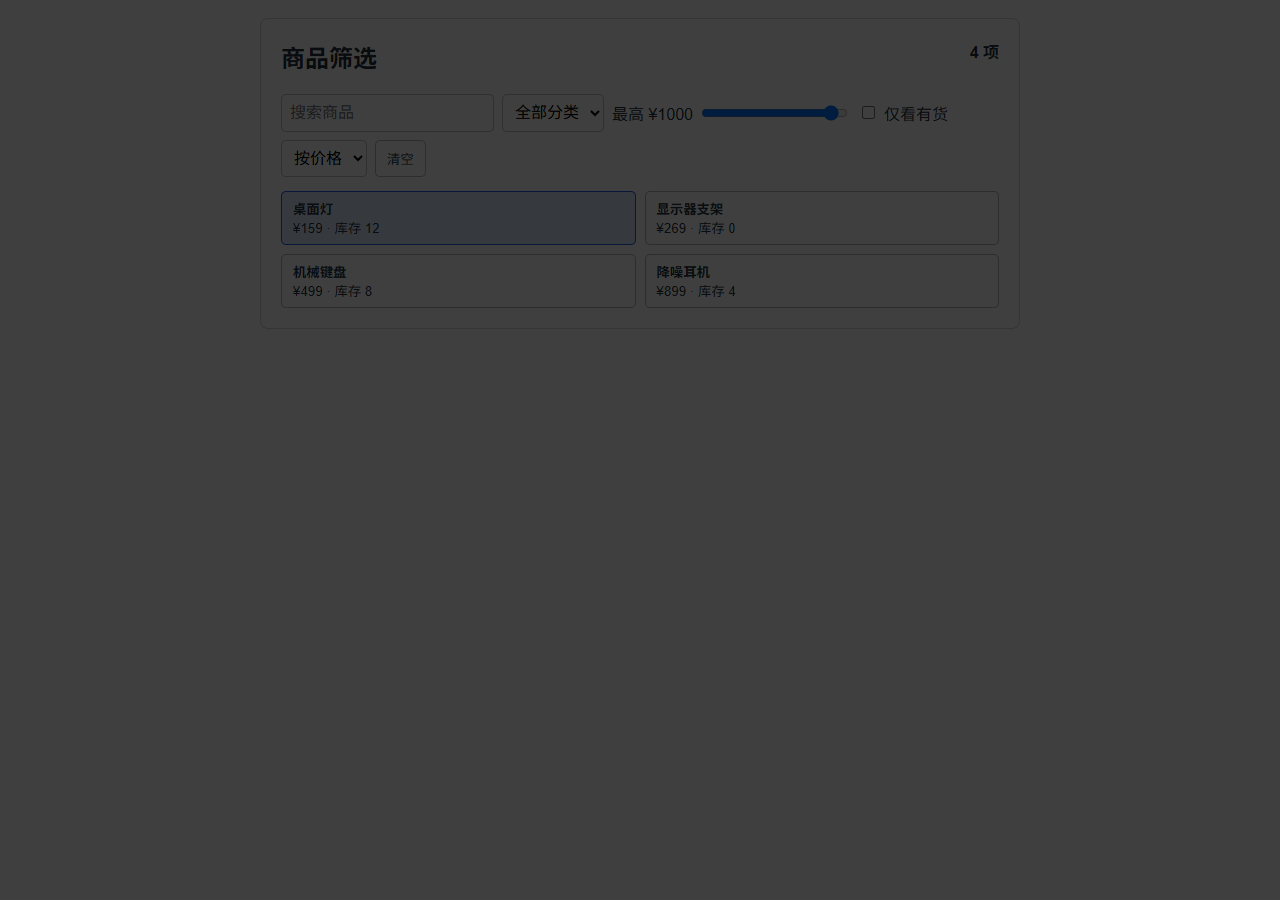 商品筛选
4 项
搜索商品 全部分类 最高 ¥1000 仅看有货
按价格 清空
桌面灯
¥159 · 库存 12
显示器支架
¥269 · 库存 0
机械键盘
¥499 · 库存 8
降噪耳机
¥899 · 库存 4